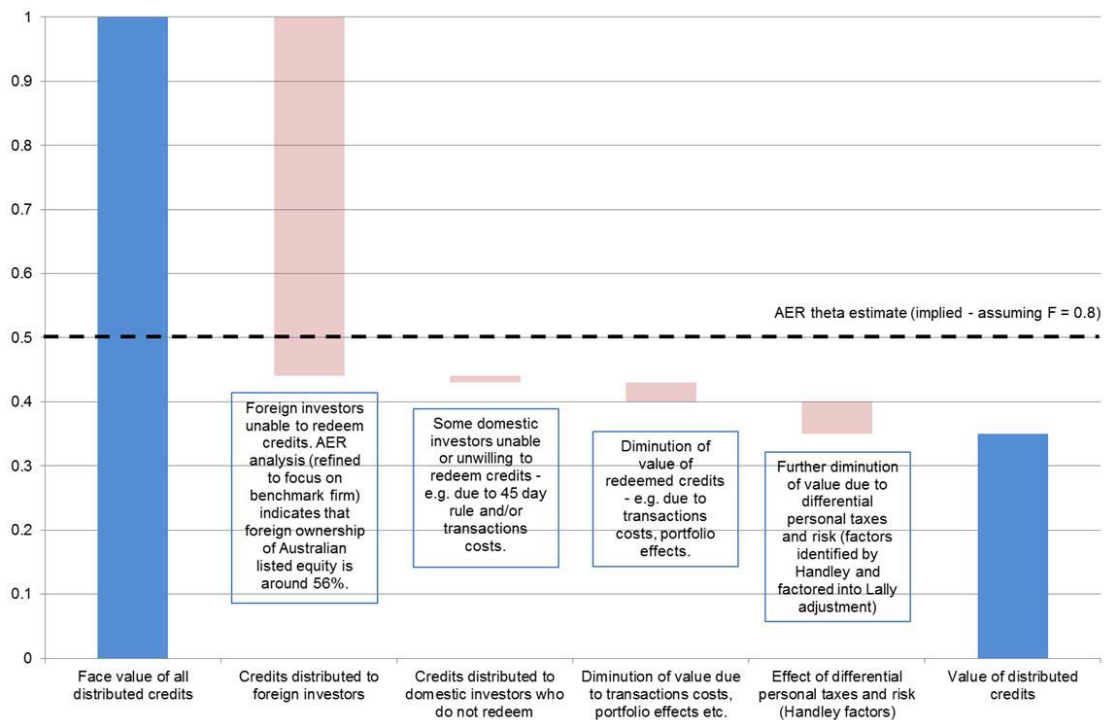 1
0.9
0.8
0.7
0.6
AER theta estimate (implied - assuming F = 0.8)
0.5
0.4
0.3
0.2
0.1
0
Foreign investors
unable to redeem
credits. AER
analysis (refined
to focus on
benchmark firm)
indicates that
foreign ownership
of Australian
listed equity is
around 56%.
Some domestic
investors unable
or unwilling to
redeem credits -
e.g. due to 45 day
rule and/or
transactions
costs.
Diminution of
value of
redeemed credits
- e.g. due to
transactions
costs, portfolio
effects.
Further diminution
of value due to
differential
personal taxes
and risk (factors
identified by
Handley and
factored into Lally
adjustment)
Face value of all
distributed credits
Credits distributed to
foreign investors
Credits distributed to
domestic investors who
do not redeem
Diminution of value due
to transactions costs,
portfolio effects etc.
Effect of differential
personal taxes and risk
(Handley factors)
Value of distributed
credits